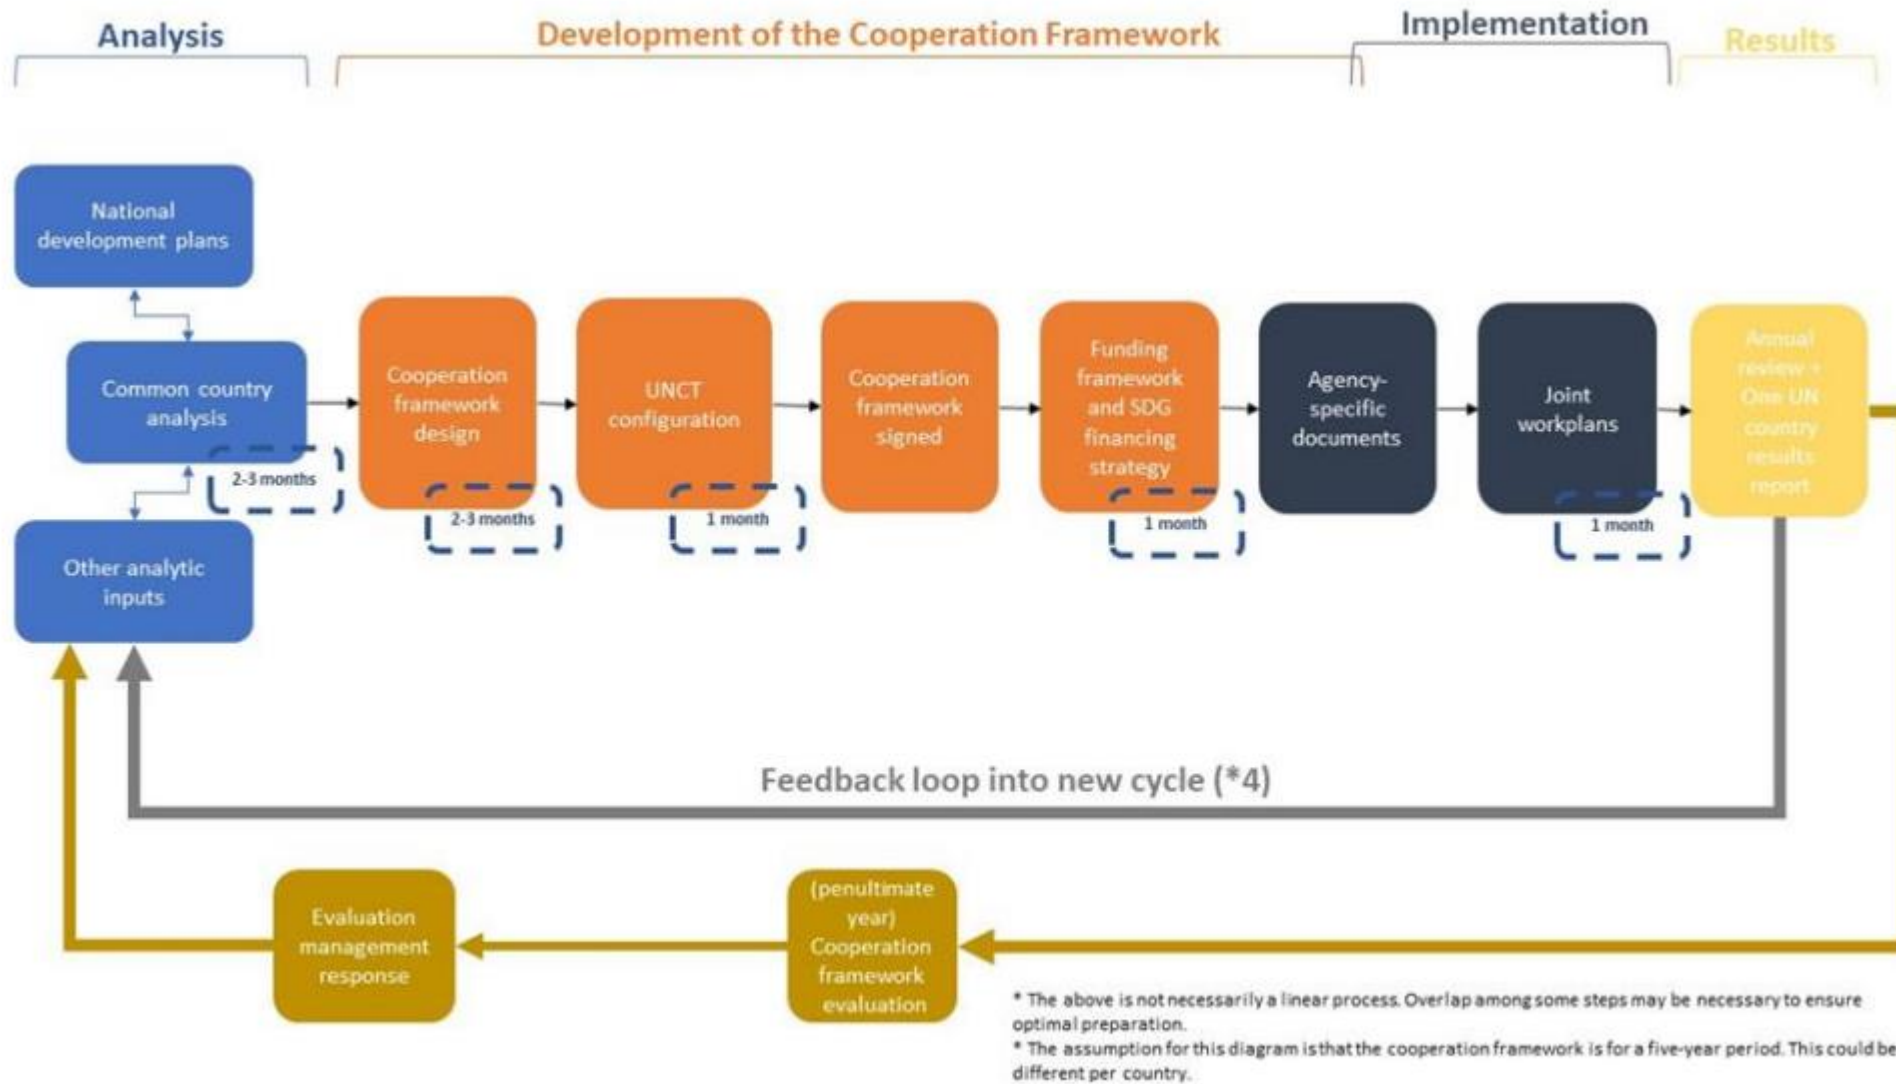 Analysis
Development of the Cooperation Framework
Implementation
Results
National
development plans
Common country
analysis
2-3 months
Other analytic
inputs
Cooperation
framework
design
2-3 months
UNCT
configuration
1 month
Cooperation
framework
signed
Funding
framework
and SDG
financing
strategy
1 month
Agency-
specific
documents
Joint
workplans
1 month
Annual
review +
One UN
country
results
report
Feedback loop into new cycle (*4)
Evaluation
management
response
(penultimate
year)
Cooperation
framework
evaluation
* The above is not necessarily a linear process. Overlap among some steps may be necessary to ensure
optimal preparation.
* The assumption for this diagram is that the cooperation framework is for a five-year period. This could be
different per country.